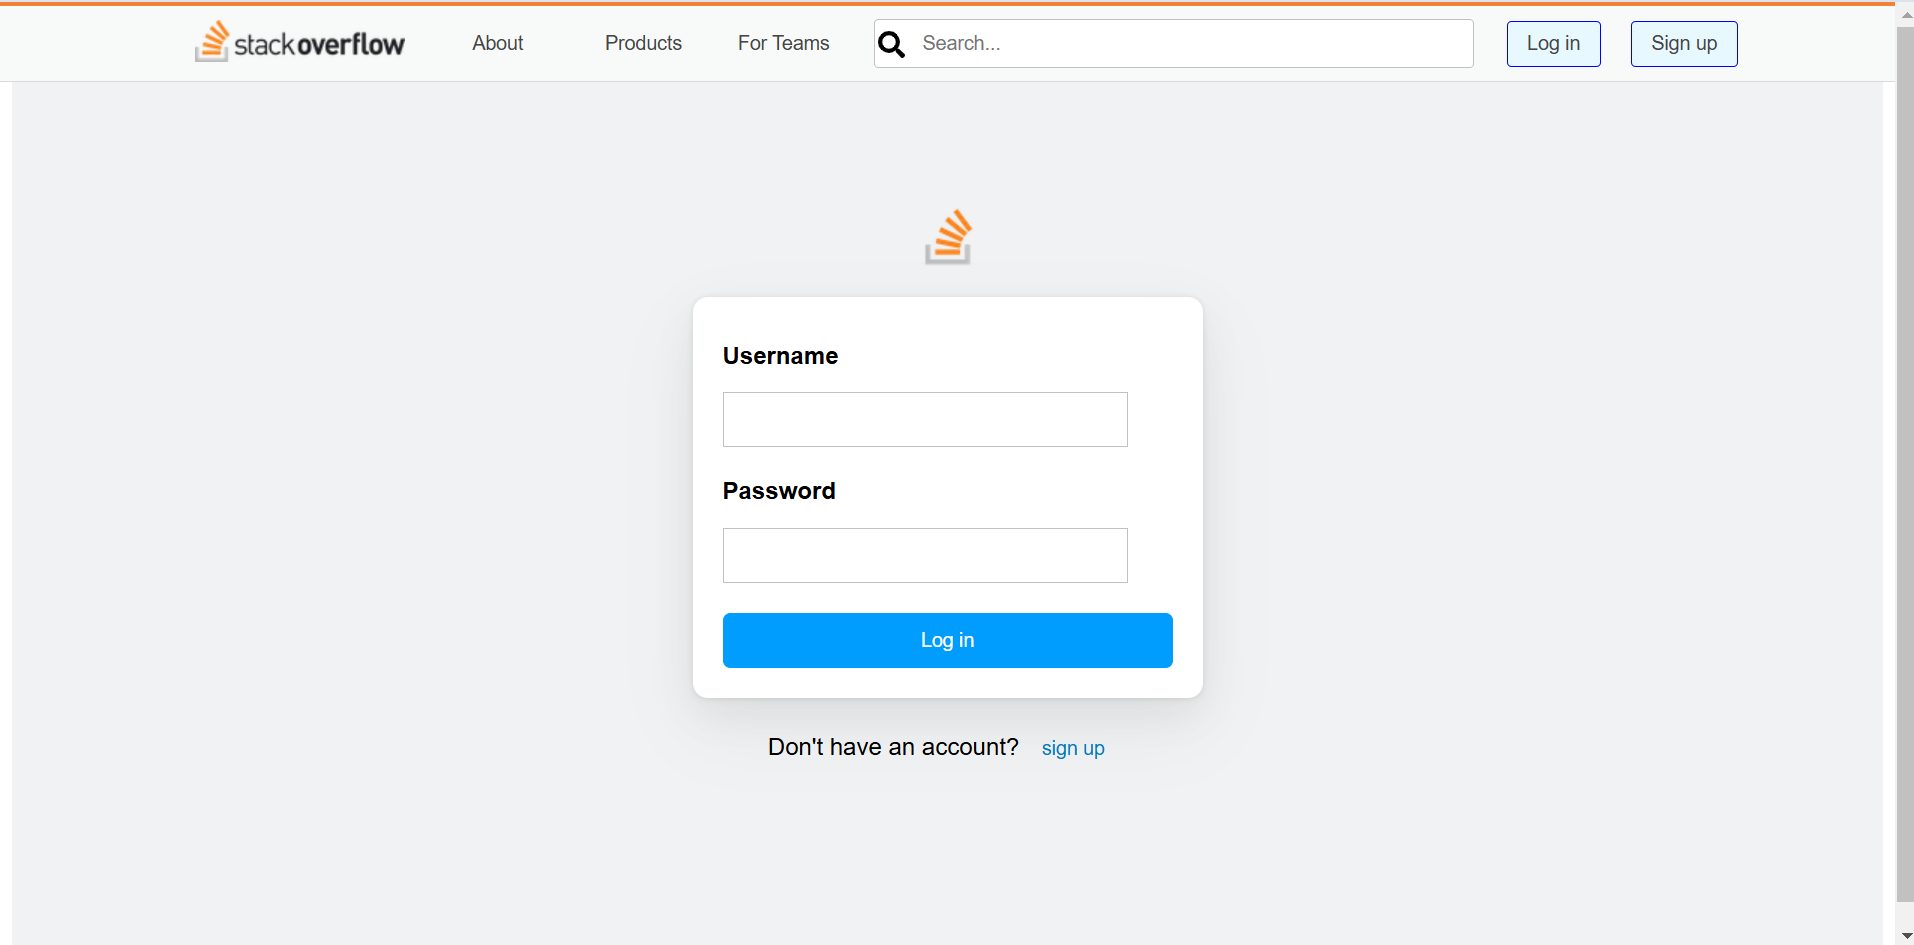 stackoverflow About Products For Teams Search... Log in Sign up
Username
Password
Log in
Don't have an account? sign up